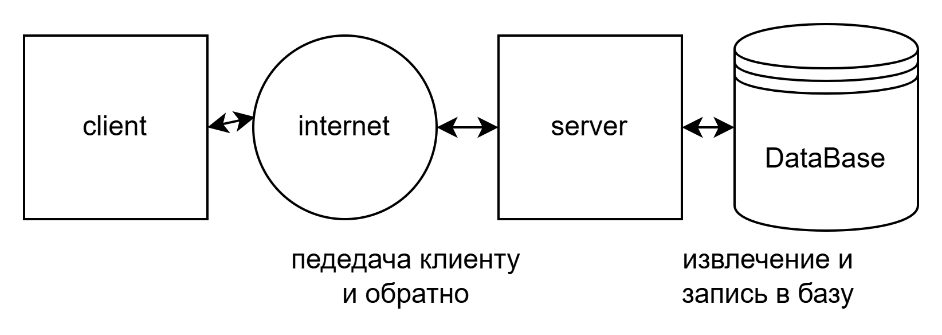 client
internet
server
DataBase
педедача клиенту
и обратно
извлечение и
запись в базу